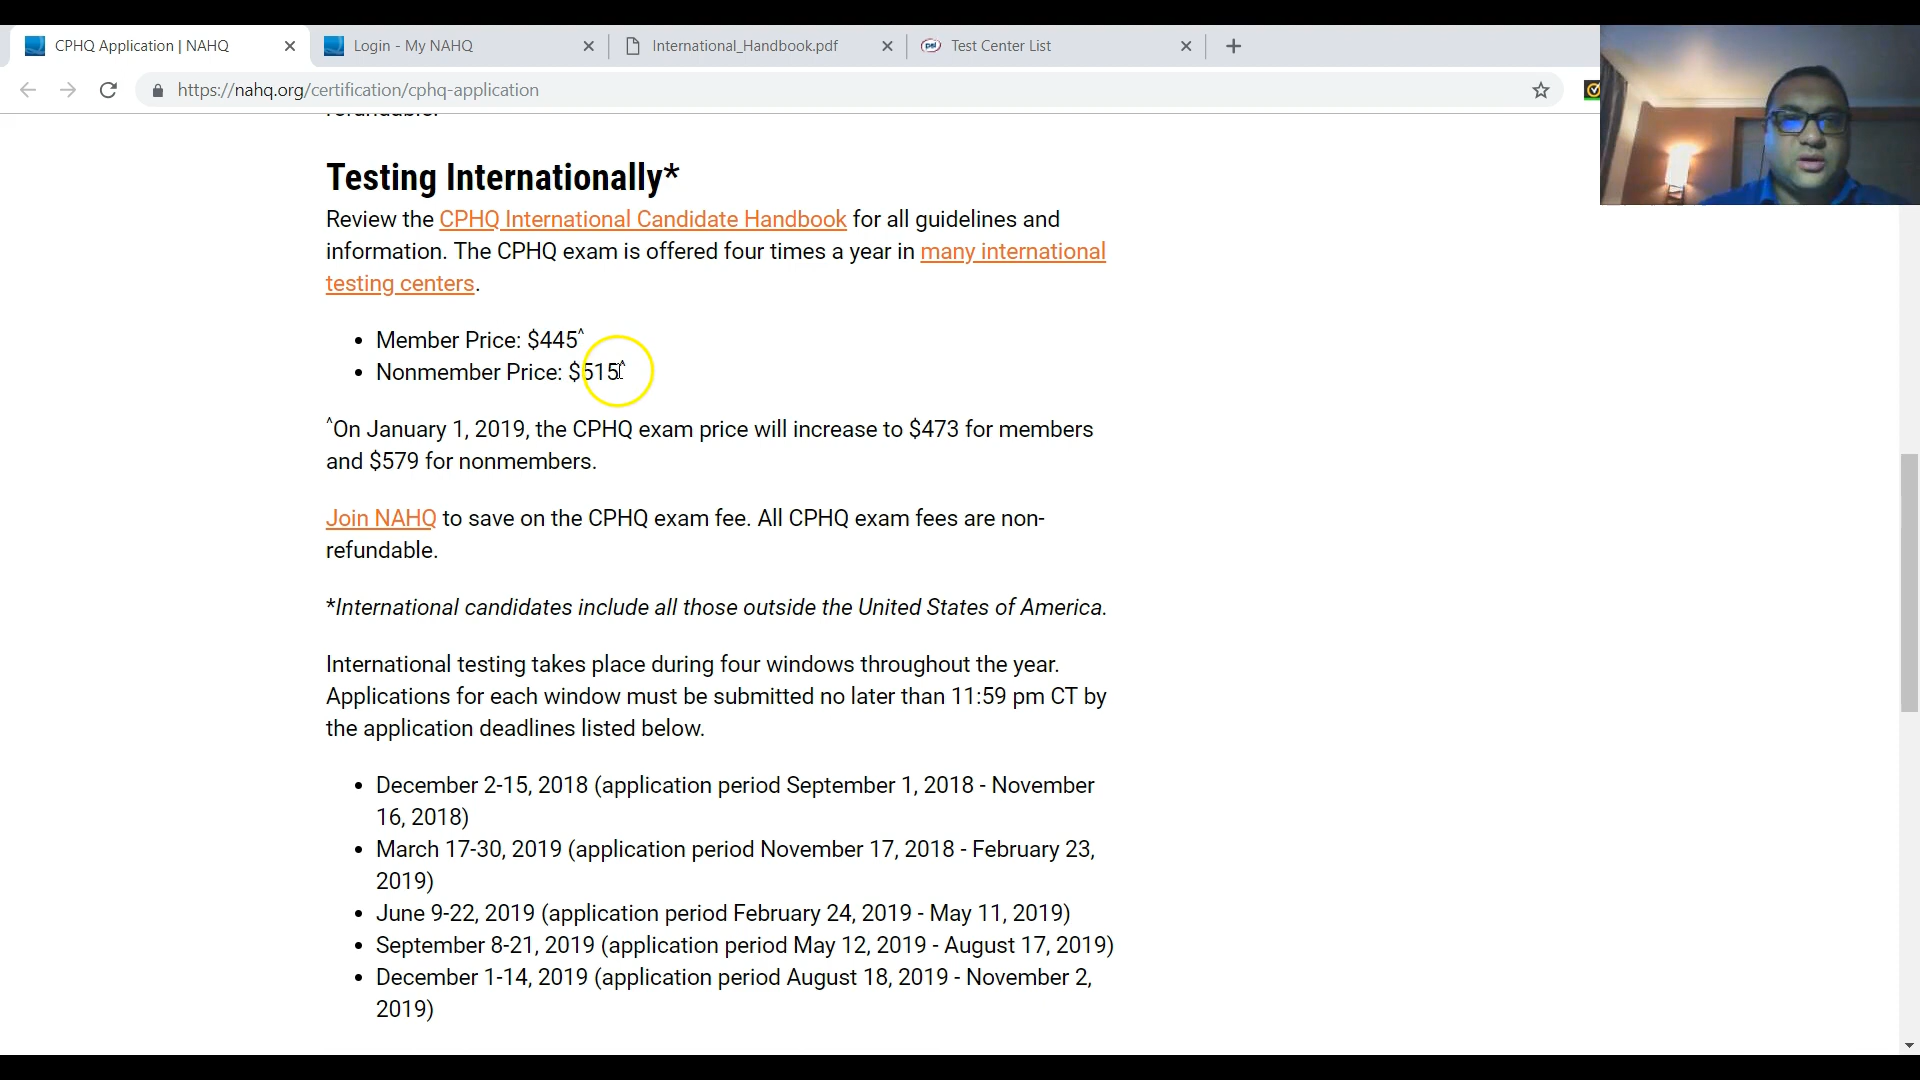 CPHQ Application | NAHQ
Login - My NAHQ
International_Handbook.pdf
psi
Test Center List
https://nahq.org/certification/cphq-application
refundable.
Testing Internationally*
Review the CPHQ International Candidate Handbook for all guidelines and
information. The CPHQ exam is offered four times a year in many international
testing centers.
• Member Price: $445^
• Nonmember Price: $515^
^On January 1, 2019, the CPHQ exam price will increase to $473 for members
and $579 for nonmembers.
Join NAHQ to save on the CPHQ exam fee. All CPHQ exam fees are non-
refundable.
*International candidates include all those outside the United States of America.
International testing takes place during four windows throughout the year.
Applications for each window must be submitted no later than 11:59 pm CT by
the application deadlines listed below.
• December 2-15, 2018 (application period September 1, 2018 - November
16, 2018)
• March 17-30, 2019 (application period November 17, 2018 - February 23,
2019)
• June 9-22, 2019 (application period February 24, 2019 - May 11, 2019)
• September 8-21, 2019 (application period May 12, 2019 - August 17, 2019)
• December 1-14, 2019 (application period August 18, 2019 - November 2,
2019)